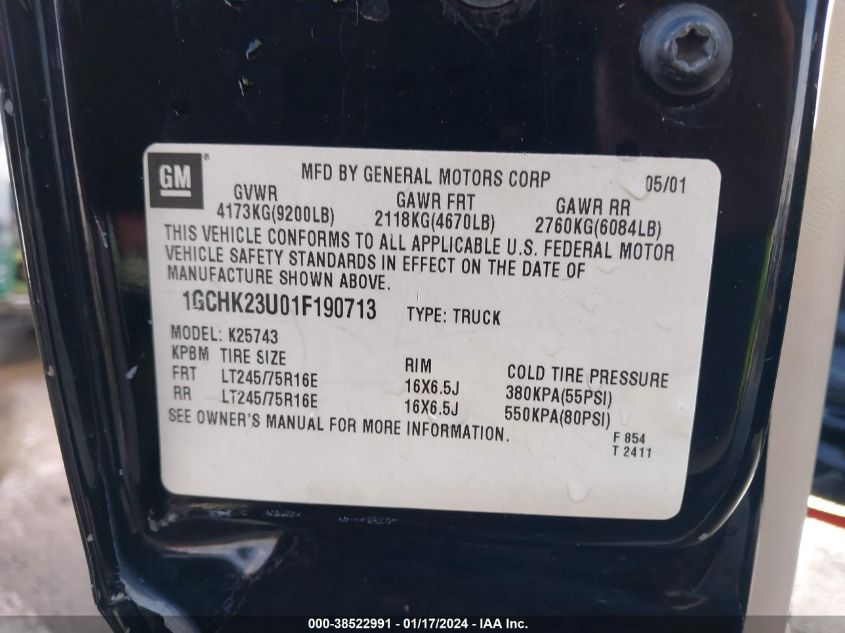 GM ® MFD BY GENERAL MOTORS CORP 05/01
GVWR GAWR FRT GAWR RR
4173KG(9200LB) 2118KG(4670LB) 2760KG(6084LB)
THIS VEHICLE CONFORMS TO ALL APPLICABLE U.S. FEDERAL MOTOR
VEHICLE SAFETY STANDARDS IN EFFECT ON THE DATE OF
MANUFACTURE SHOWN ABOVE.
1GCHK23U01F190713 TYPE: TRUCK
MODEL: K25743
KPBM TIRE SIZE RIM COLD TIRE PRESSURE
FRT LT245/75R16E 16X6.5J 380KPA(55PSI)
RR LT245/75R16E 16X6.5J 550KPA(80PSI)
SEE OWNER'S MANUAL FOR MORE INFORMATION.
F 854
T 2411
000-38522991 - 01/17/2024 - IAA Inc.